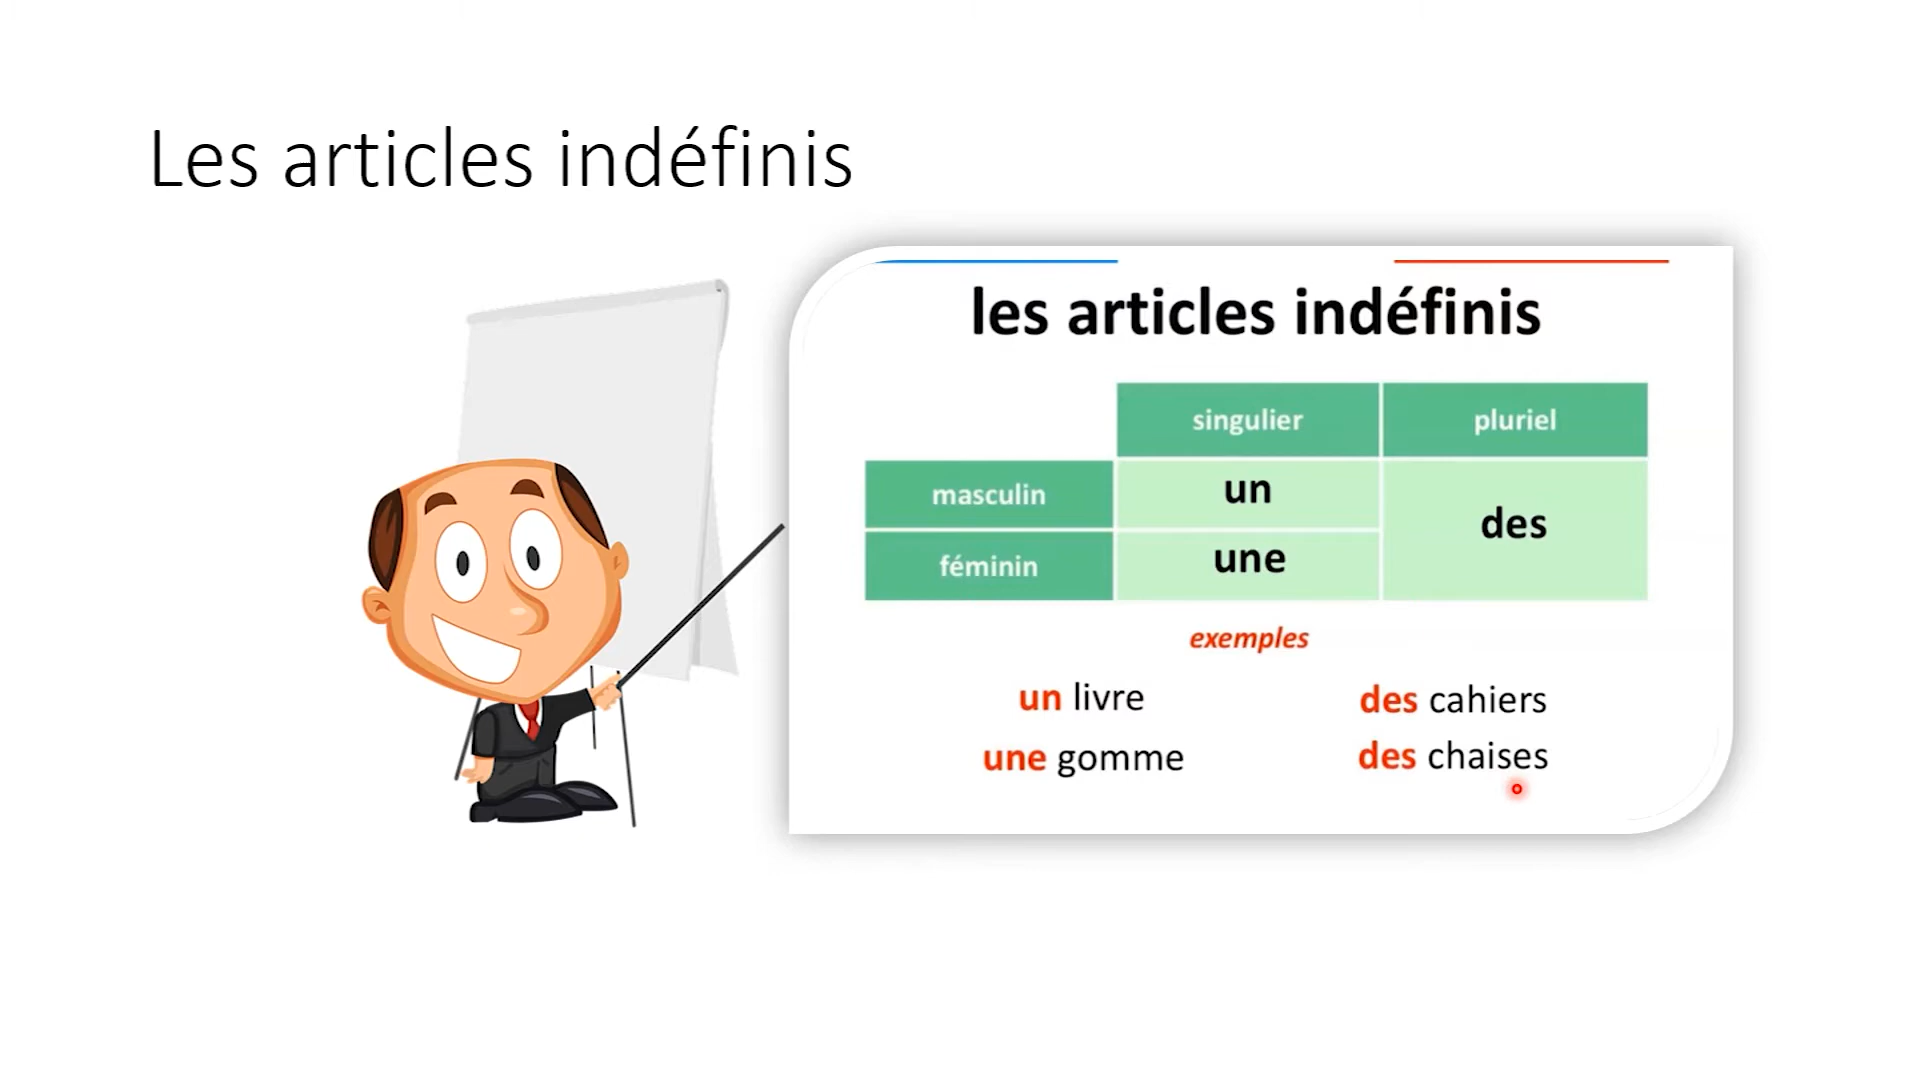 Les articles indéfinis
les articles indéfinis
singulier pluriel
masculin un
des
féminin une
exemples
un livre des cahiers
une gomme des chaises